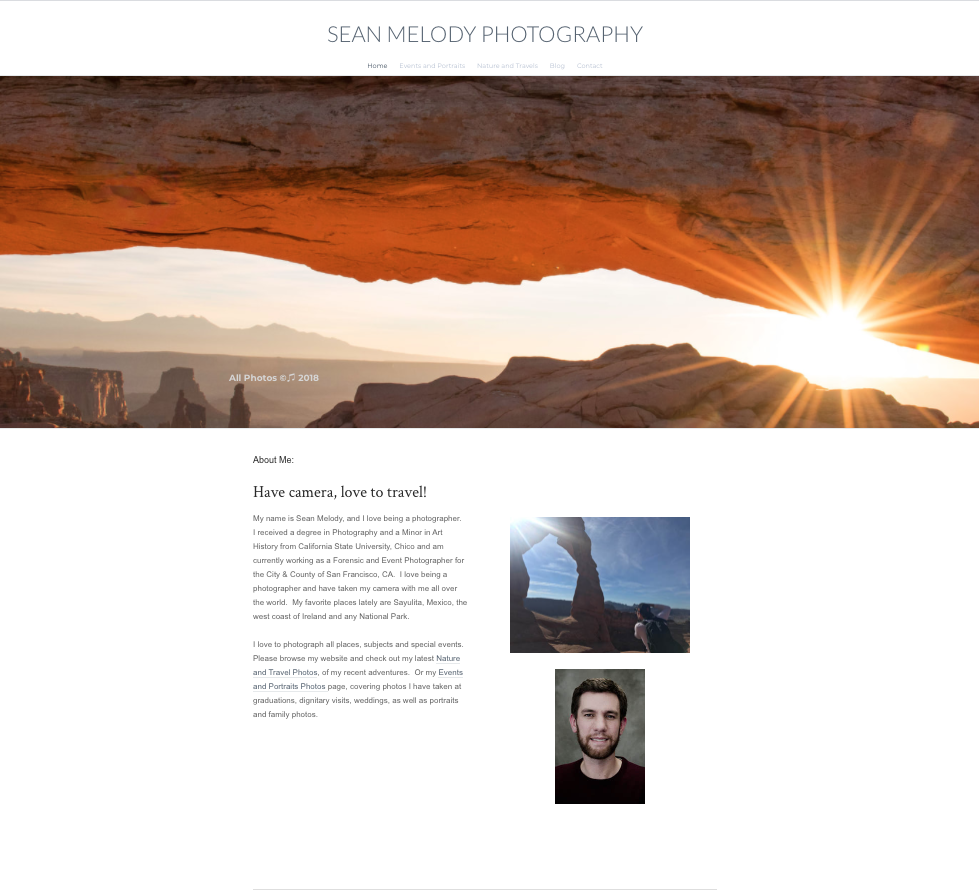 SEAN MELODY PHOTOGRAPHY
Home Events and Portraits Nature and Travels Blog Contact
All Photos ©🎵 2018
About Me:
Have camera, love to travel!
My name is Sean Melody, and I love being a photographer.
I received a degree in Photography and a Minor in Art
History from California State University, Chico and am
currently working as a Forensic and Event Photographer for
the City & County of San Francisco, CA.  I love being a
photographer and have taken my camera with me all over
the world.  My favorite places lately are Sayulita, Mexico, the
west coast of Ireland and any National Park.
I love to photograph all places, subjects and special events.
Please browse my website and check out my latest Nature
and Travel Photos, of my recent adventures.  Or my Events
and Portraits Photos page, covering photos I have taken at
graduations, dignitary visits, weddings, as well as portraits
and family photos.